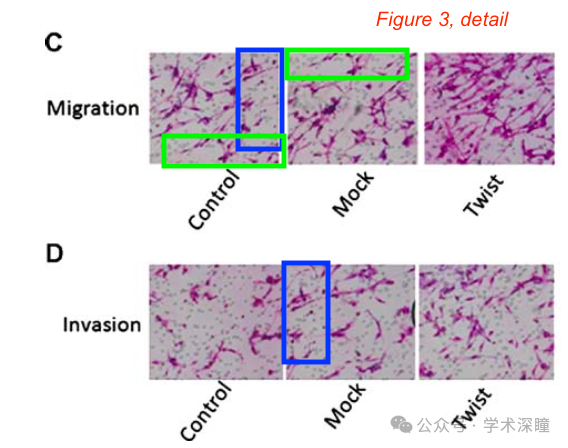 Figure 3, detail
C
Migration
Control
Mock
Twist
D
Invasion
Control
Mock
Twist
公众号 · 学术深瞳